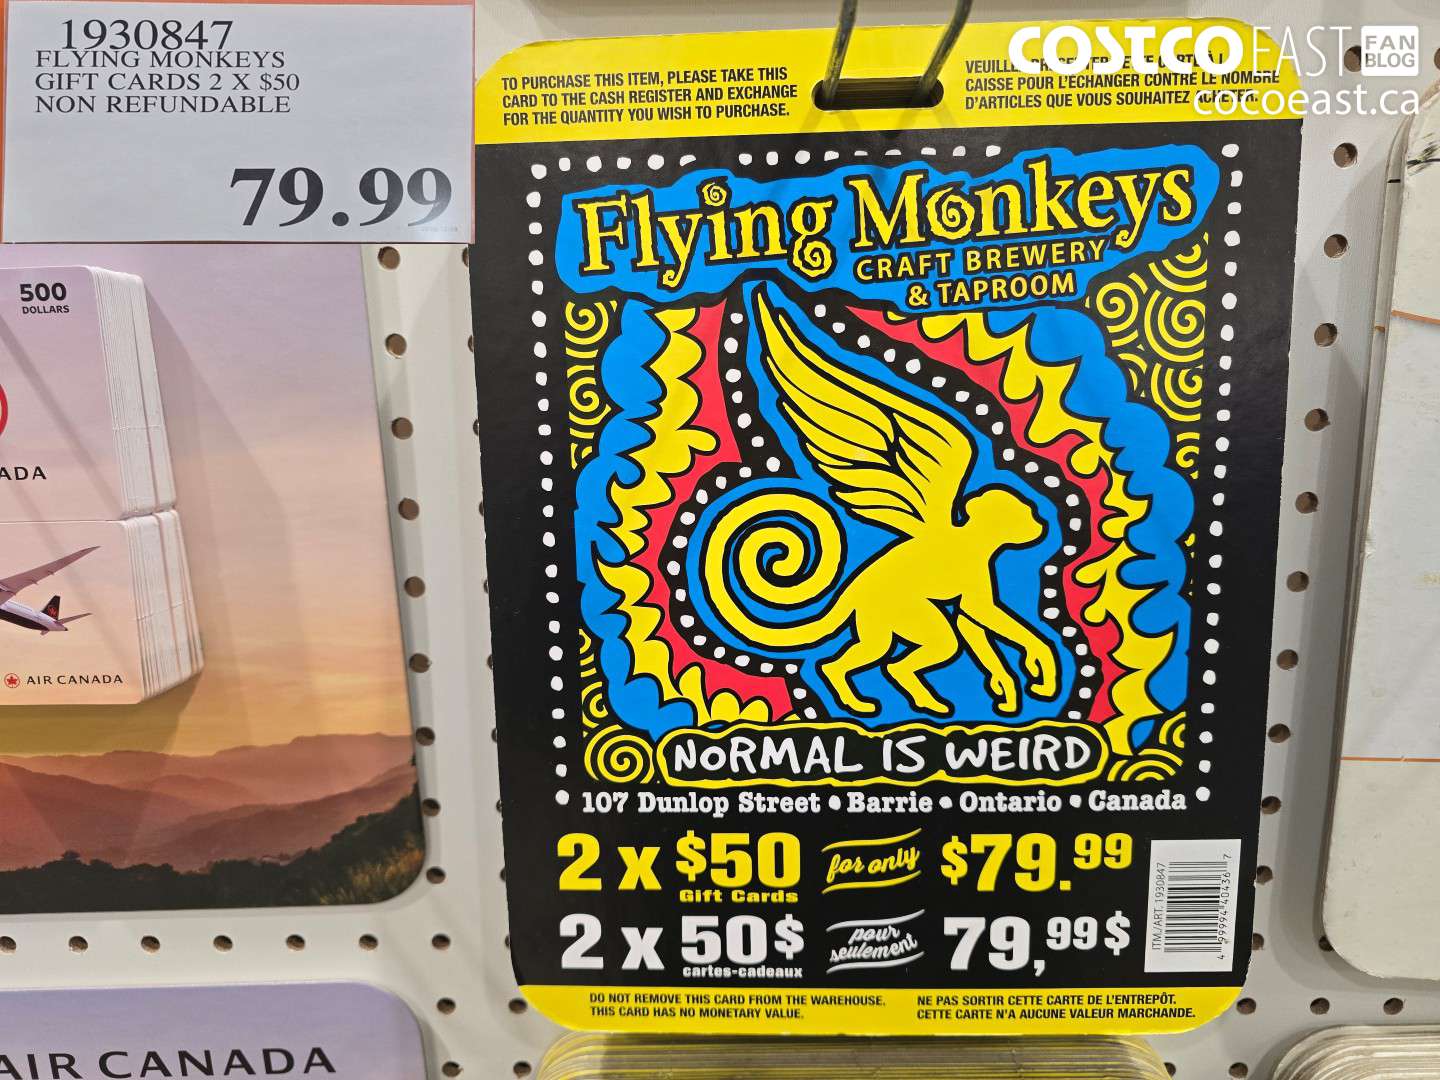 1930847
FLYING MONKEYS
GIFT CARDS 2 X $50
NON REFUNDABLE
79.99
COSTCO EAST FAN BLOG
cocoeast.ca
TO PURCHASE THIS ITEM, PLEASE TAKE THIS
CARD TO THE CASH REGISTER AND EXCHANGE
FOR THE QUANTITY YOU WISH TO PURCHASE.
CAISSE POUR L'ÉCHANGER CONTRE LE NOMBRE
D'ARTICLES QUE VOUS SOUHAITEZ ACHETER.
Flying Monkeys
CRAFT BREWERY
& TAPROOM
NORMAL IS WEIRD
107 Dunlop Street • Barrie • Ontario • Canada
2 x $50 for only $79.99
Gift Cards
2 x 50$ pour seulement 79,99$
cartes-cadeaux
ITM./ART. 1930847
4 99994 40436 7
DO NOT REMOVE THIS CARD FROM THE WAREHOUSE.
THIS CARD HAS NO MONETARY VALUE.
NE PAS SORTIR CETTE CARTE DE L'ENTREPÔT.
CETTE CARTE N'A AUCUNE VALEUR MARCHANDE.
500
DOLLARS
ADA
AIR CANADA
AIR CANADA